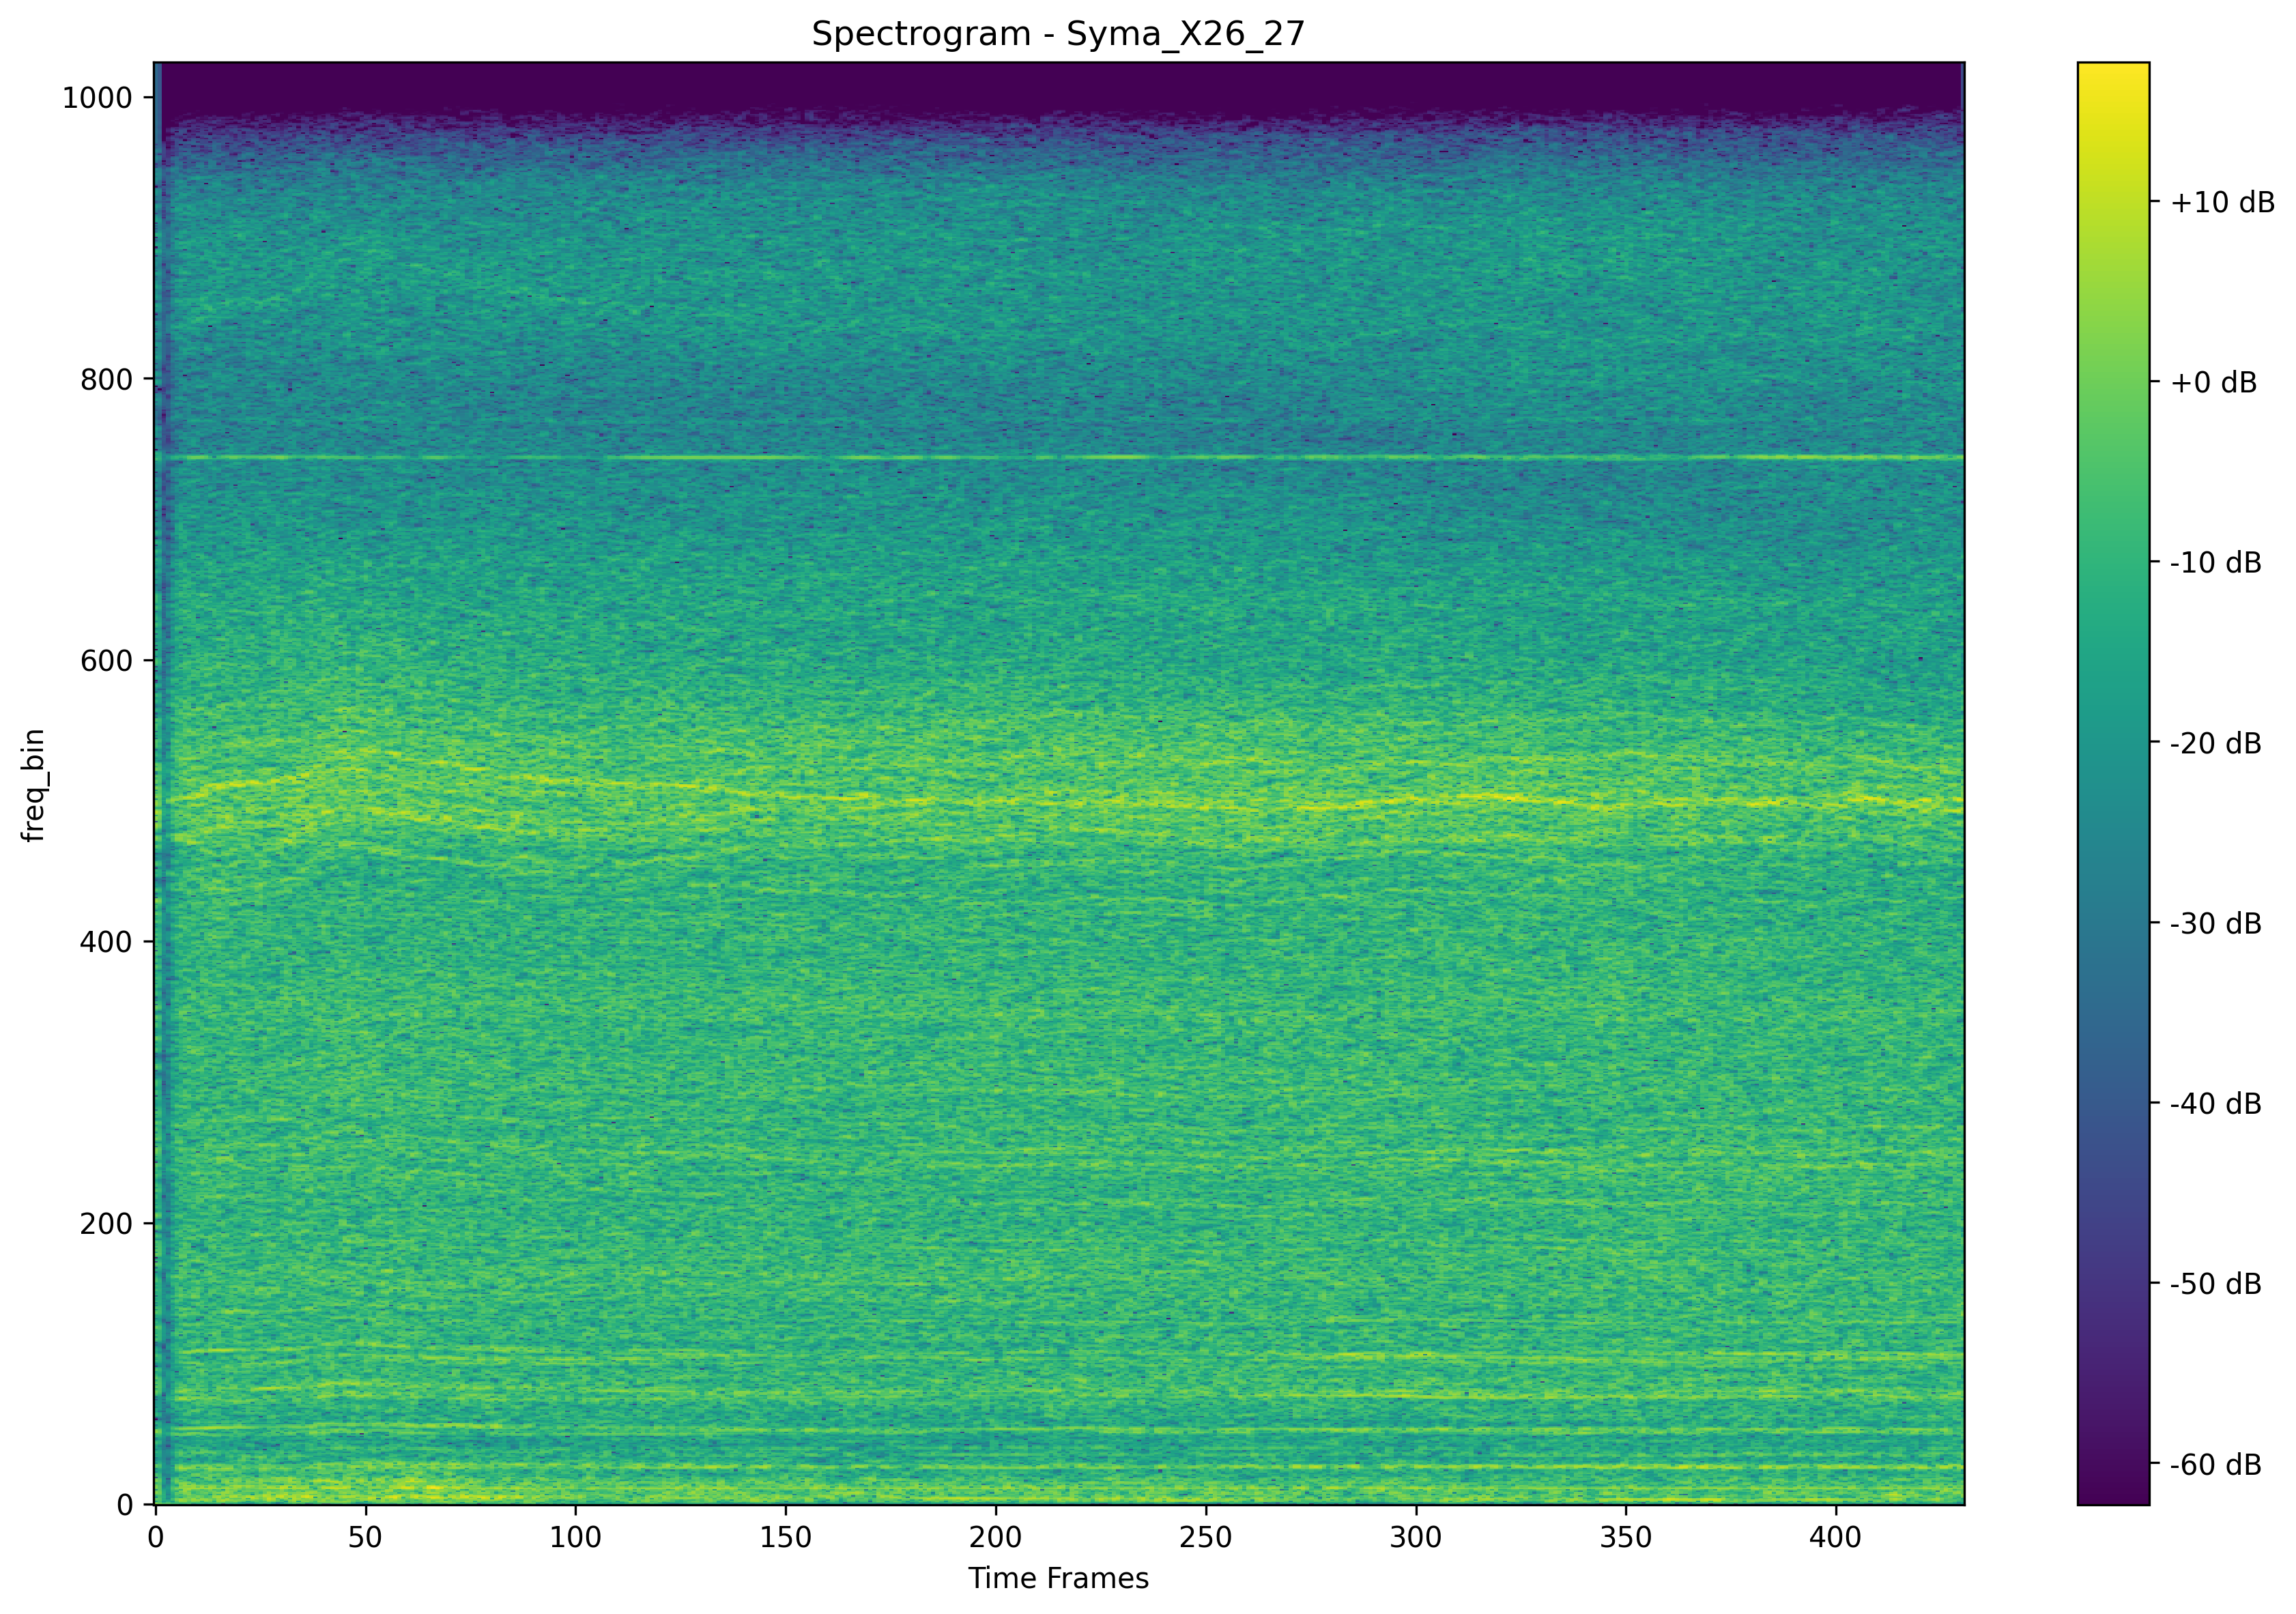 Spectrogram - Syma_X26_27
1000
800
600
400
200
0
freq_bin
0 50 100 150 200 250 300 350 400
Time Frames
+10 dB
+0 dB
-10 dB
-20 dB
-30 dB
-40 dB
-50 dB
-60 dB